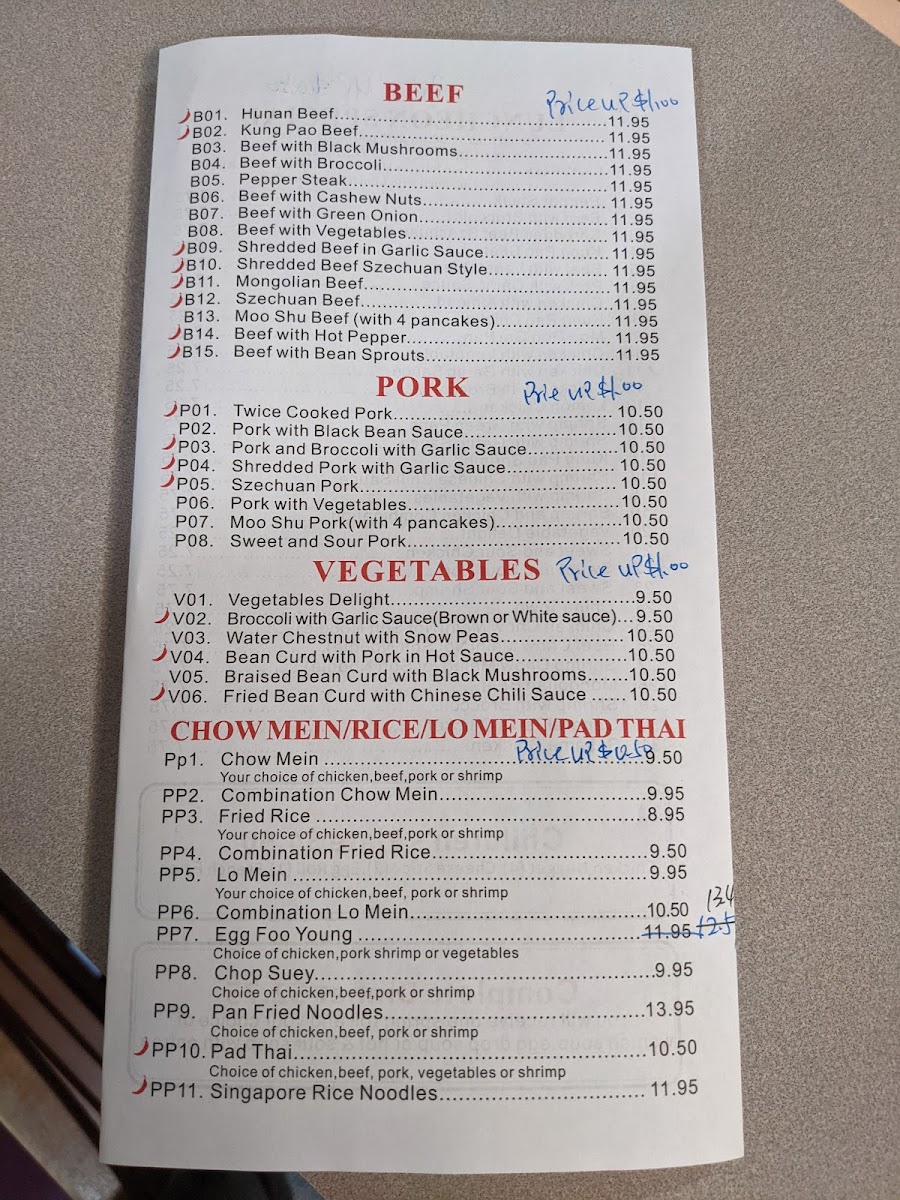 BEEF
Price UP $1.00
B01. Hunan Beef..........11.95
B02. Kung Pao Beef..........11.95
B03. Beef with Black Mushrooms..........11.95
B04. Beef with Broccoli..........11.95
B05. Pepper Steak..........11.95
B06. Beef with Cashew Nuts..........11.95
B07. Beef with Green Onion..........11.95
B08. Beef with Vegetables..........11.95
B09. Shredded Beef in Garlic Sauce..........11.95
B10. Shredded Beef Szechuan Style..........11.95
B11. Mongolian Beef..........11.95
B12. Szechuan Beef..........11.95
B13. Moo Shu Beef (with 4 pancakes)..........11.95
B14. Beef with Hot Pepper..........11.95
B15. Beef with Bean Sprouts..........11.95
PORK
Price UP $1.00
P01. Twice Cooked Pork..........10.50
P02. Pork with Black Bean Sauce..........10.50
P03. Pork and Broccoli with Garlic Sauce..........10.50
P04. Shredded Pork with Garlic Sauce..........10.50
P05. Szechuan Pork..........10.50
P06. Pork with Vegetables..........10.50
P07. Moo Shu Pork(with 4 pancakes)..........10.50
P08. Sweet and Sour Pork..........10.50
VEGETABLES Price UP $1.00
V01. Vegetables Delight..........9.50
V02. Broccoli with Garlic Sauce(Brown or White sauce)...9.50
V03. Water Chestnut with Snow Peas..........10.50
V04. Bean Curd with Pork in Hot Sauce..........10.50
V05. Braised Bean Curd with Black Mushrooms.......10.50
V06. Fried Bean Curd with Chinese Chili Sauce ...... 10.50
CHOW MEIN/RICE/LO MEIN/PAD THAI
Price UP $0.50
Pp1. Chow Mein ..........9.50
Your choice of chicken,beef,pork or shrimp
PP2. Combination Chow Mein..........9.95
PP3. Fried Rice ..........8.95
Your choice of chicken,beef,pork or shrimp
PP4. Combination Fried Rice..........9.50
PP5. Lo Mein ..........9.95
Your choice of chicken,beef, pork or shrimp
PP6. Combination Lo Mein..........10.50
PP7. Egg Foo Young ..........11.95
Choice of chicken,pork shrimp or vegetables
PP8. Chop Suey..........9.95
Choice of chicken,beef,pork or shrimp
PP9. Pan Fried Noodles..........13.95
Choice of chicken,beef, pork or shrimp
PP10. Pad Thai..........10.50
Choice of chicken,beef, pork, vegetables or shrimp
PP11. Singapore Rice Noodles..........11.95